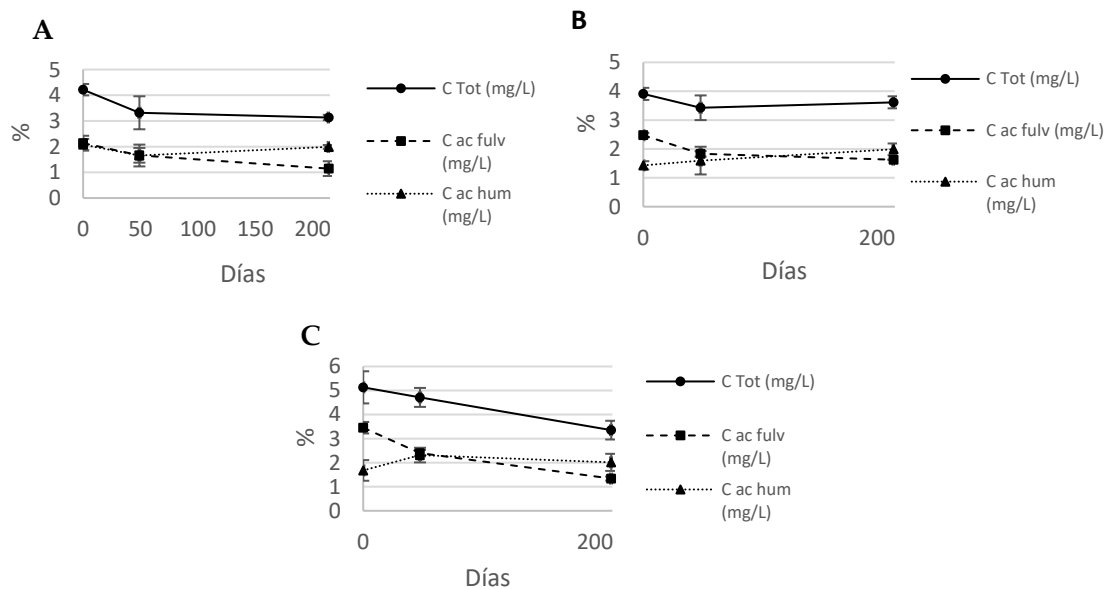 A
5
4
3
2
1
0
%
0 50 100 150 200
Días
C Tot (mg/L)
C ac fulv
(mg/L)
C ac hum
(mg/L)
B
5
4
3
2
1
0
%
0 200
Días
C Tot (mg/L)
C ac fulv (mg/L)
C ac hum
(mg/L)
C
6
5
4
3
2
1
0
%
0 200
Días
C Tot (mg/L)
C ac fulv
(mg/L)
C ac hum
(mg/L)